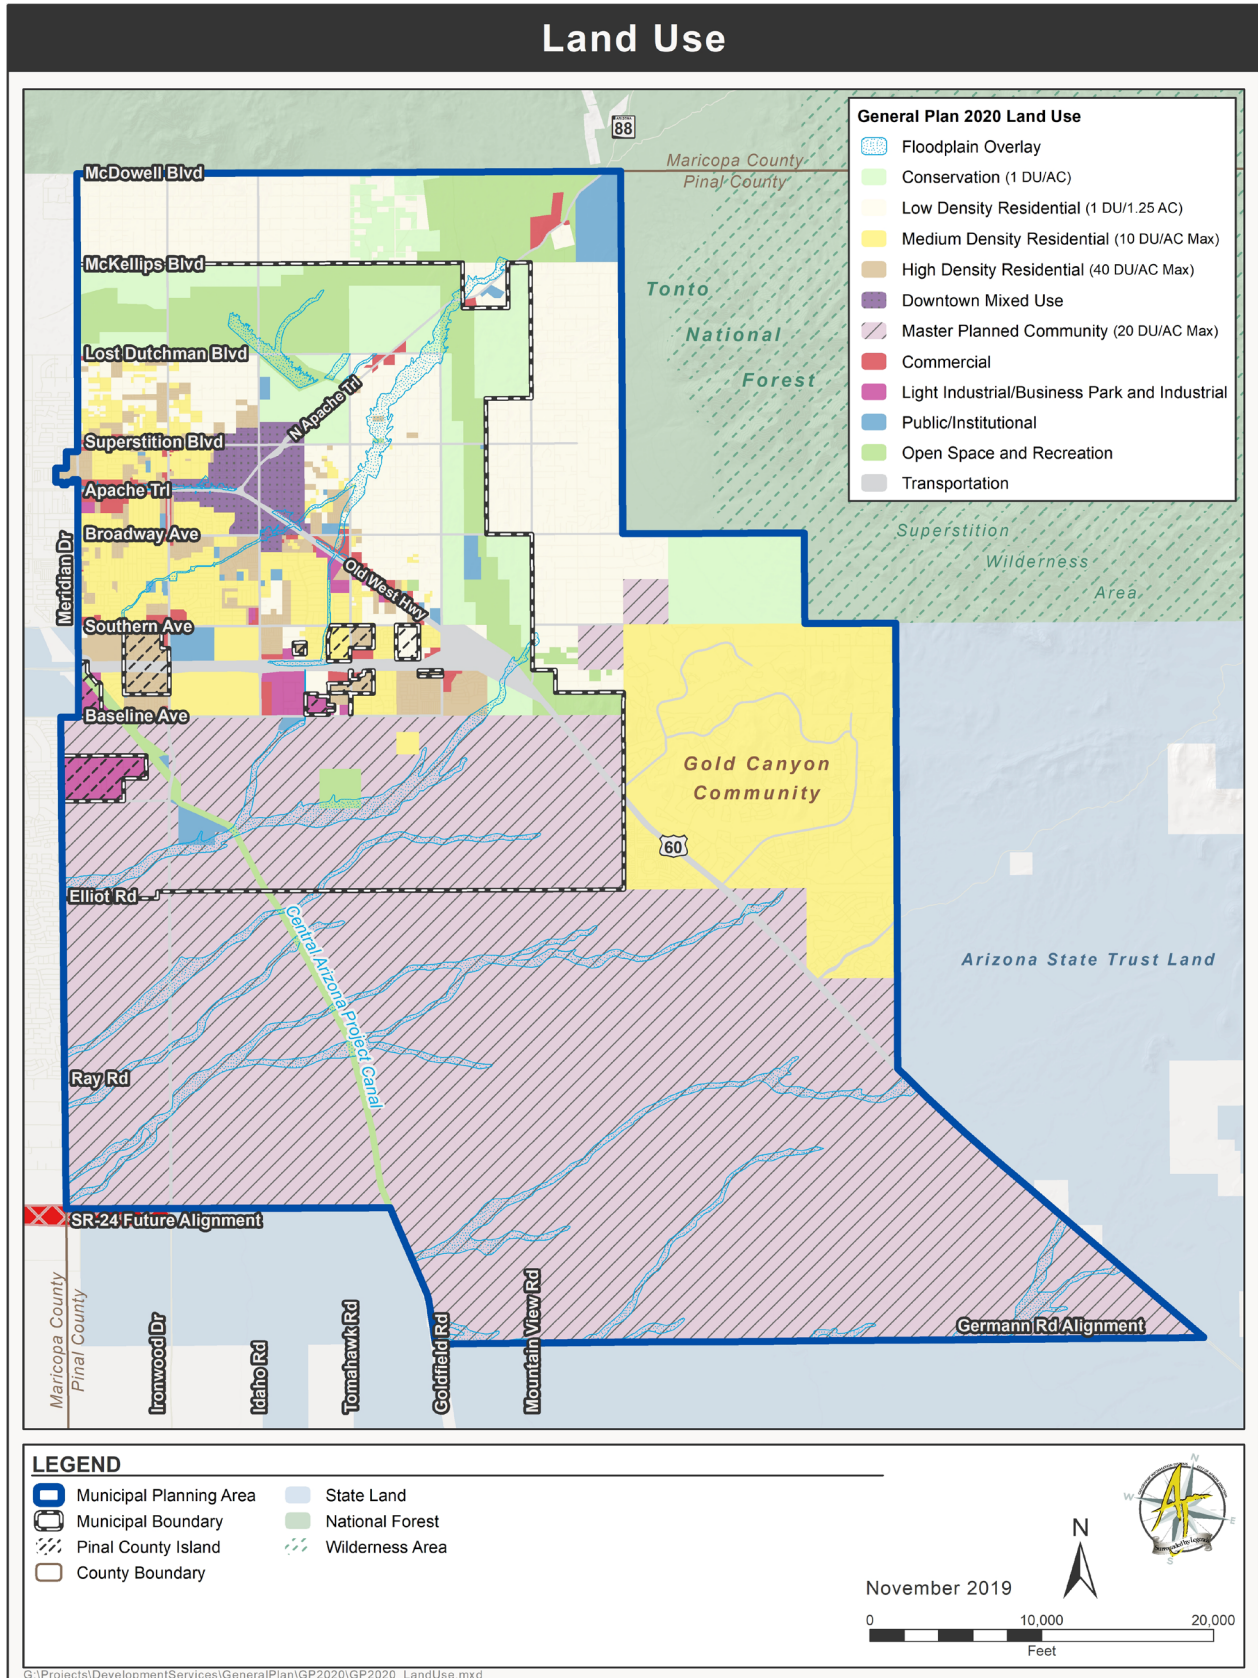 Land Use
88
Maricopa County
Pinal County
General Plan 2020 Land Use
Floodplain Overlay
Conservation (1 DU/AC)
Low Density Residential (1 DU/1.25 AC)
Medium Density Residential (10 DU/AC Max)
High Density Residential (40 DU/AC Max)
Downtown Mixed Use
Master Planned Community (20 DU/AC Max)
Commercial
Light Industrial/Business Park and Industrial
Public/Institutional
Open Space and Recreation
Transportation
McDowell Blvd
McKellips Blvd
Tonto
National
Forest
Lost Dutchman Blvd
N Apache Trl
Superstition Blvd
Apache Trl
Broadway Ave
Meridian Dr
Old West Hwy
Superstition
Wilderness
Area
Southern Ave
Baseline Ave
Gold Canyon
Community
60
Elliot Rd
Central Arizona Project Canal
Arizona State Trust Land
Ray Rd
SR-24 Future Alignment
Maricopa County
Pinal County
Ironwood Dr
Idaho Rd
Tomahawk Rd
Goldfield Rd
Mountain View Rd
Germann Rd Alignment
LEGEND
Municipal Planning Area
Municipal Boundary
Pinal County Island
County Boundary
State Land
National Forest
Wilderness Area
November 2019
N
N
W
E
S
0
10,000
20,000
Feet
G:\Projects\DevelopmentServices\GeneralPlan\GP2020\GP2020_LandUse.mxd